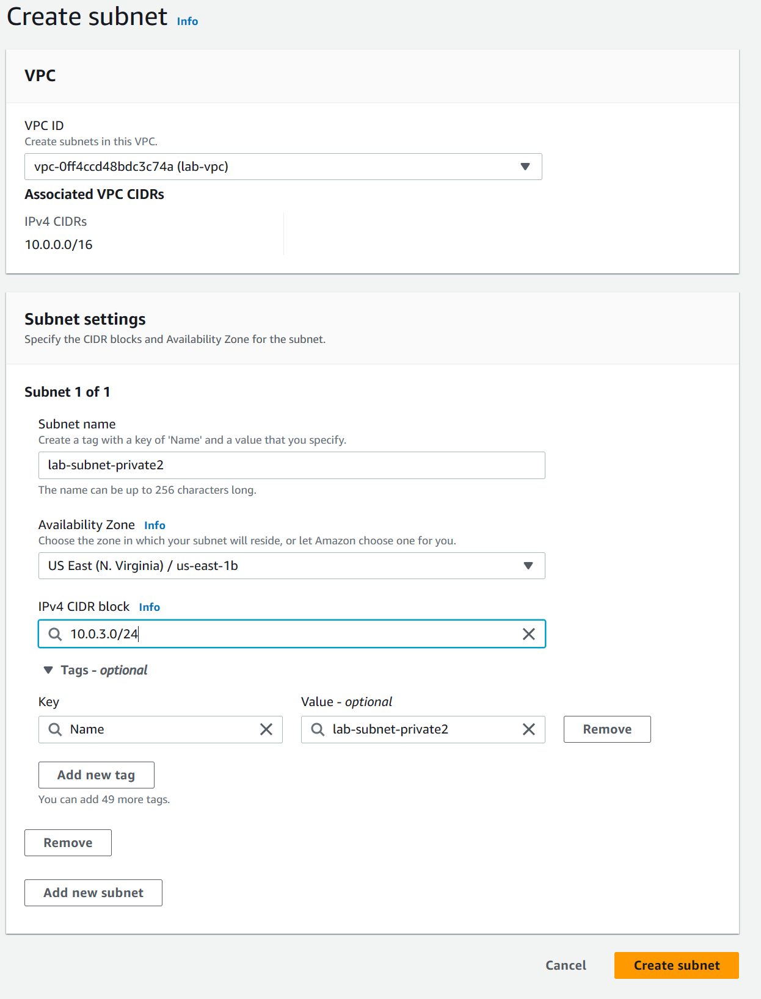 Create subnet Info
VPC
VPC ID
Create subnets in this VPC.
vpc-0ff4ccd48bdc3c74a (lab-vpc)
Associated VPC CIDRs
IPv4 CIDRs
10.0.0.0/16
Subnet settings
Specify the CIDR blocks and Availability Zone for the subnet.
Subnet 1 of 1
Subnet name
Create a tag with a key of 'Name' and a value that you specify.
lab-subnet-private2
The name can be up to 256 characters long.
Availability Zone Info
Choose the zone in which your subnet will reside, or let Amazon choose one for you.
US East (N. Virginia) / us-east-1b
IPv4 CIDR block Info
10.0.3.0/24
Tags - optional
Key Value - optional
Name lab-subnet-private2 Remove
Add new tag
You can add 49 more tags.
Remove
Add new subnet
Cancel Create subnet